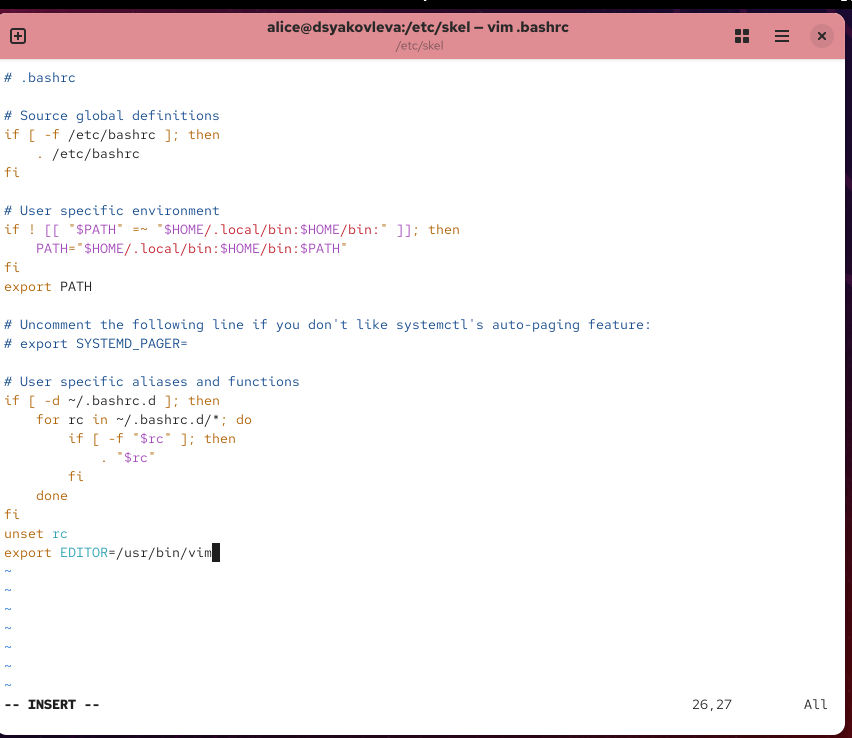 alice@dsyakovleva:/etc/skel — vim .bashrc
/etc/skel
# .bashrc
# Source global definitions
if [ -f /etc/bashrc ]; then
    . /etc/bashrc
fi
# User specific environment
if ! [[ "$PATH" =~ "$HOME/.local/bin:$HOME/bin:" ]]; then
    PATH="$HOME/.local/bin:$HOME/bin:$PATH"
fi
export PATH
# Uncomment the following line if you don't like systemctl's auto-paging feature:
# export SYSTEMD_PAGER=
# User specific aliases and functions
if [ -d ~/.bashrc.d ]; then
    for rc in ~/.bashrc.d/*; do
        if [ -f "$rc" ]; then
            . "$rc"
        fi
    done
fi
unset rc
export EDITOR=/usr/bin/vim
~
~
~
~
~
~
~
-- INSERT -- 26,27 All